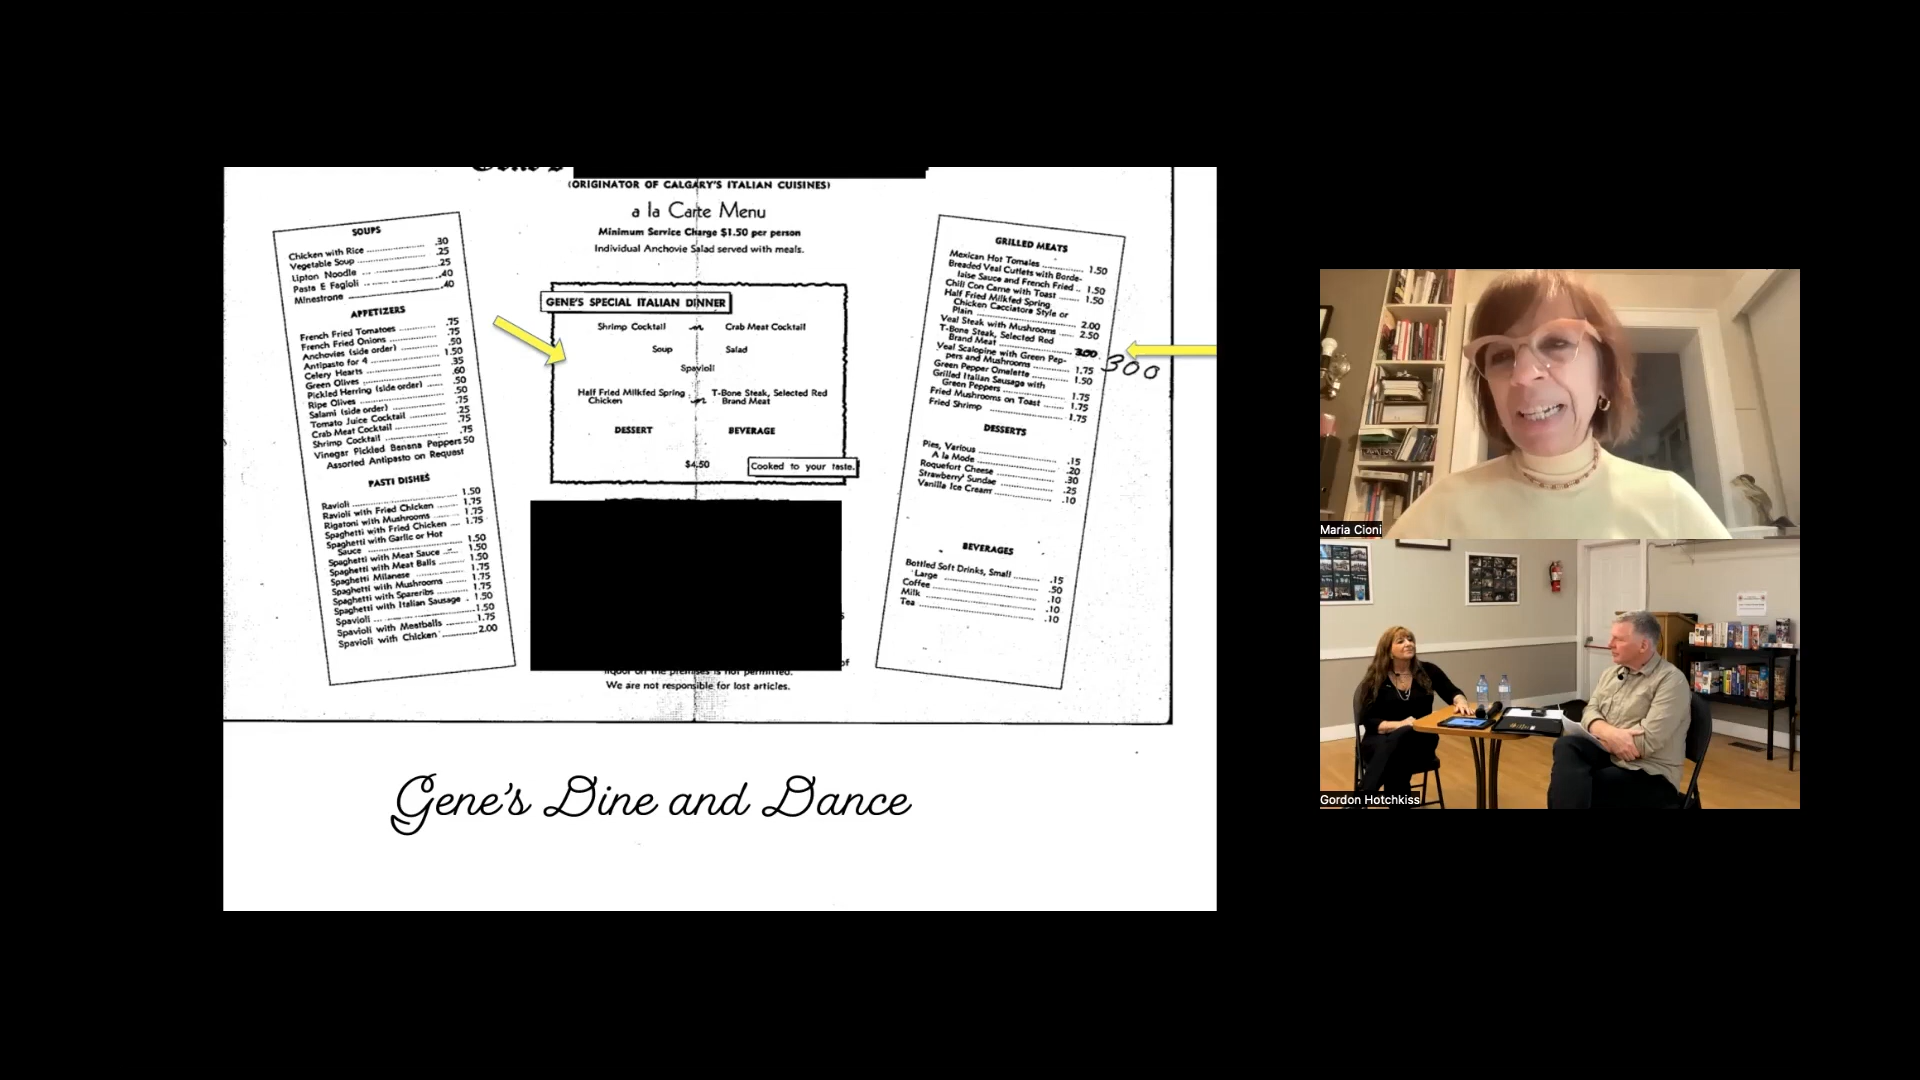 Gene's
(ORIGINATOR OF CALGARY'S ITALIAN CUISINES)
a la Carte Menu
Minimum Service Charge $1.50 per person
Individual Anchovie Salad served with meals.
SOUPS
Chicken with Rice .30
Vegetable Soup .25
Lipton Noodle .25
Pasta E Fagioli .40
Minestrone .40
APPETIZERS
French Fried Tomatoes .75
French Fried Onions .75
Anchovies (side order) .50
Antipasto for 4 1.50
Celery Hearts .35
Green Olives .60
Pickled Herring (side order) .50
Ripe Olives .50
Salami (side order) .75
Tomato Juice Cocktail .25
Crab Meat Cocktail .75
Shrimp Cocktail .75
Vinegar Pickled Banana Peppers 50
Assorted Antipasto on Request
PASTI DISHES
Ravioli 1.50
Ravioli with Fried Chicken 1.75
Rigatoni with Mushrooms 1.75
Spaghetti with Fried Chicken 1.75
Spaghetti with Garlic or Hot
Sauce 1.50
Spaghetti with Meat Sauce 1.50
Spaghetti with Meat Balls 1.50
Spaghetti Milanese 1.75
Spaghetti with Mushrooms 1.75
Spaghetti with Spareribs 1.75
Spaghetti with Italian Sausage 1.50
Spavioli 1.50
Spavioli with Meatballs 1.75
Spavioli with Chicken 2.00
GENE'S SPECIAL ITALIAN DINNER
Shrimp Cocktail or Crab Meat Cocktail
Soup Salad
Spavioli
Half Fried Milkfed Spring or T-Bone Steak, Selected Red
Chicken Brand Meat
DESSERT BEVERAGE
$4.50 Cooked to your taste.
of
liquor on the premises is not permitted.
We are not responsible for lost articles.
GRILLED MEATS
Mexican Hot Tomales 1.50
Breaded Veal Cutlets with Borde-
laise Sauce and French Fried 1.50
Chili Con Carne with Toast 1.50
Half Fried Milkfed Spring
Chicken Cacciatore Style or
Plain 2.00
Veal Steak with Mushrooms 2.50
T-Bone Steak, Selected Red
Brand Meat 3.00 300
Veal Scalopine with Green Pep-
pers and Mushrooms 1.75
Green Pepper Omelette 1.50
Grilled Italian Sausage with
Green Peppers 1.75
Fried Mushrooms on Toast 1.75
Fried Shrimp 1.75
DESSERTS
Pies, Various .15
A la Mode .20
Roquefort Cheese .30
Strawberry Sundae .25
Vanilla Ice Cream .10
BEVERAGES
Bottled Soft Drinks, Small .15
Large .50
Coffee .10
Milk .10
Tea .10
Gene's Dine and Dance
Maria Cioni
Gordon Hotchkiss